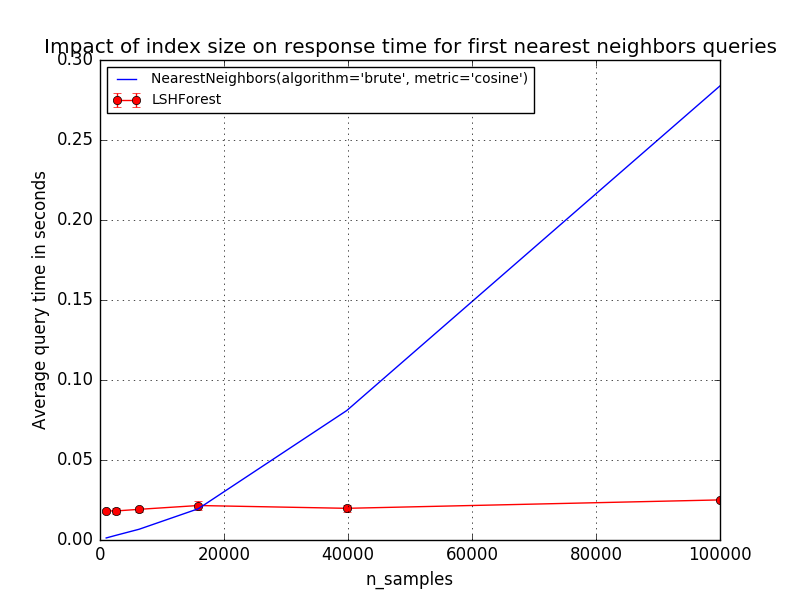 Impact of index size on response time for first nearest neighbors queries
NearestNeighbors(algorithm='brute', metric='cosine')
LSHForest
Average query time in seconds
0.30
0.25
0.20
0.15
0.10
0.05
0.00
0 20000 40000 60000 80000 100000
n_samples